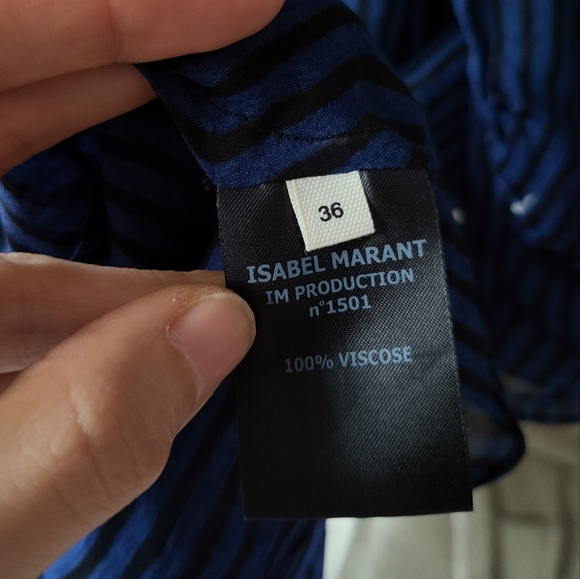 36
ISABEL MARANT
IM PRODUCTION
n°1501
100% VISCOSE